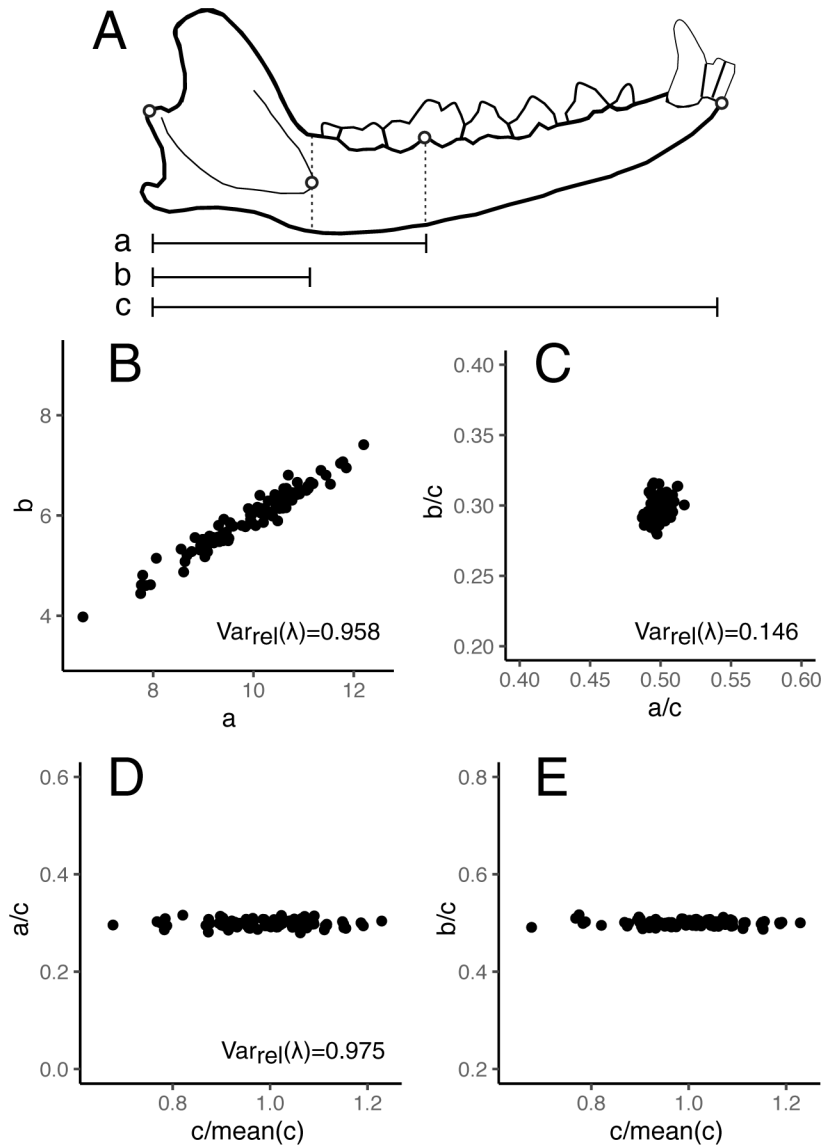 A
a
b
c
B
8
6
4
b
8 10 12
a
Varrel(λ)=0.958
C
0.40
0.35
0.30
0.25
0.20
b/c
0.40 0.45 0.50 0.55 0.60
a/c
Varrel(λ)=0.146
D
0.6
0.4
0.2
0.0
a/c
0.8 1.0 1.2
c/mean(c)
Varrel(λ)=0.975
E
0.8
0.6
0.4
0.2
b/c
0.8 1.0 1.2
c/mean(c)